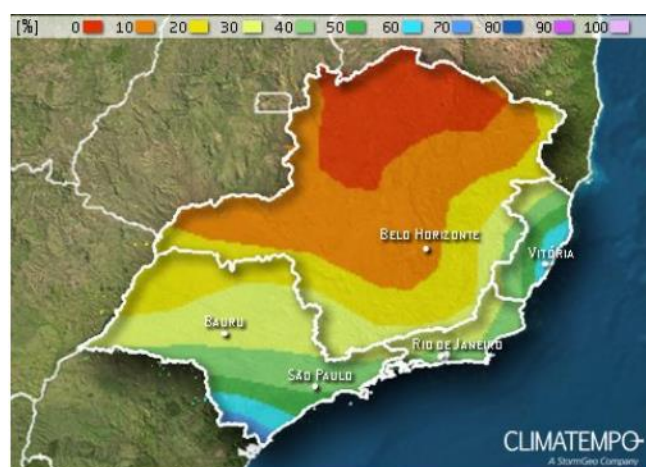 [%] 0 10 20 30 40 50 60 70 80 90 100
BELO HORIZONTE
VITÓRIA
BAURU
RIO DE JANEIRO
SÃO PAULO
CLIMATEMPO
A StormGeo Company